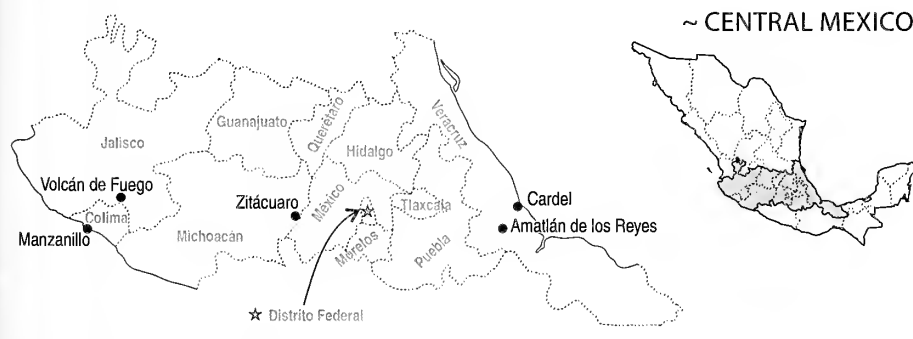 ~ CENTRAL MEXICO
Jalisco
Guanajuato
Querétaro
Hidalgo
Veracruz
Volcán de Fuego
Colima
Manzanillo
Michoacán
Zitácuaro
México
Tlaxcala
Morelos
Puebla
Cardel
Amatlán de los Reyes
☆ Distrito Federal